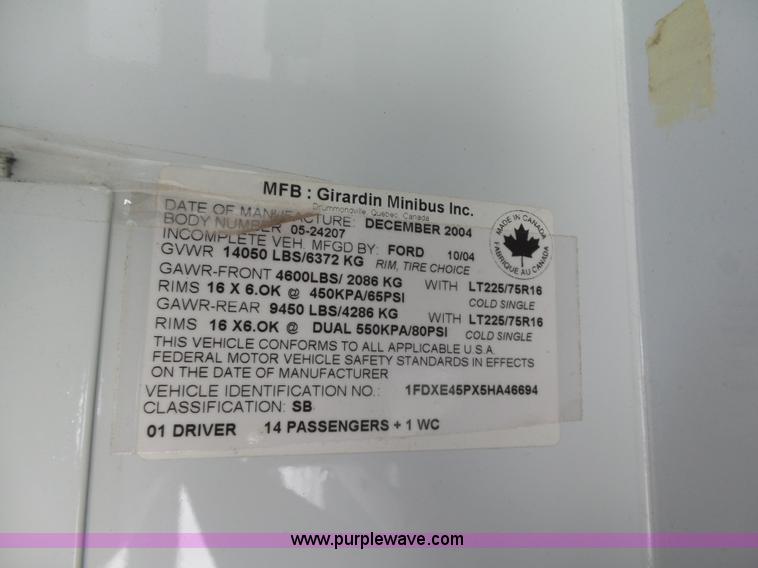 MFB : Girardin Minibus Inc.
Drummondville, Quebec, Canada
DATE OF MANUFACTURE: DECEMBER 2004
BODY NUMBER 05-24207
INCOMPLETE VEH. MFGD BY: FORD 10/04
GVWR 14050 LBS/6372 KG RIM, TIRE CHOICE
GAWR-FRONT 4600LBS/ 2086 KG WITH LT225/75R16
RIMS 16 X 6.OK @ 450KPA/65PSI COLD SINGLE
GAWR-REAR 9450 LBS/4286 KG WITH LT225/75R16
RIMS 16 X6.OK @ DUAL 550KPA/80PSI COLD SINGLE
THIS VEHICLE CONFORMS TO ALL APPLICABLE U.S.A.
FEDERAL MOTOR VEHICLE SAFETY STANDARDS IN EFFECTS
ON THE DATE OF MANUFACTURER
VEHICLE IDENTIFICATION NO.: 1FDXE45PX5HA46694
CLASSIFICATION: SB
01 DRIVER 14 PASSENGERS + 1 WC
MADE IN CANADA
FABRIQUÉ AU CANADA
www.purplewave.com